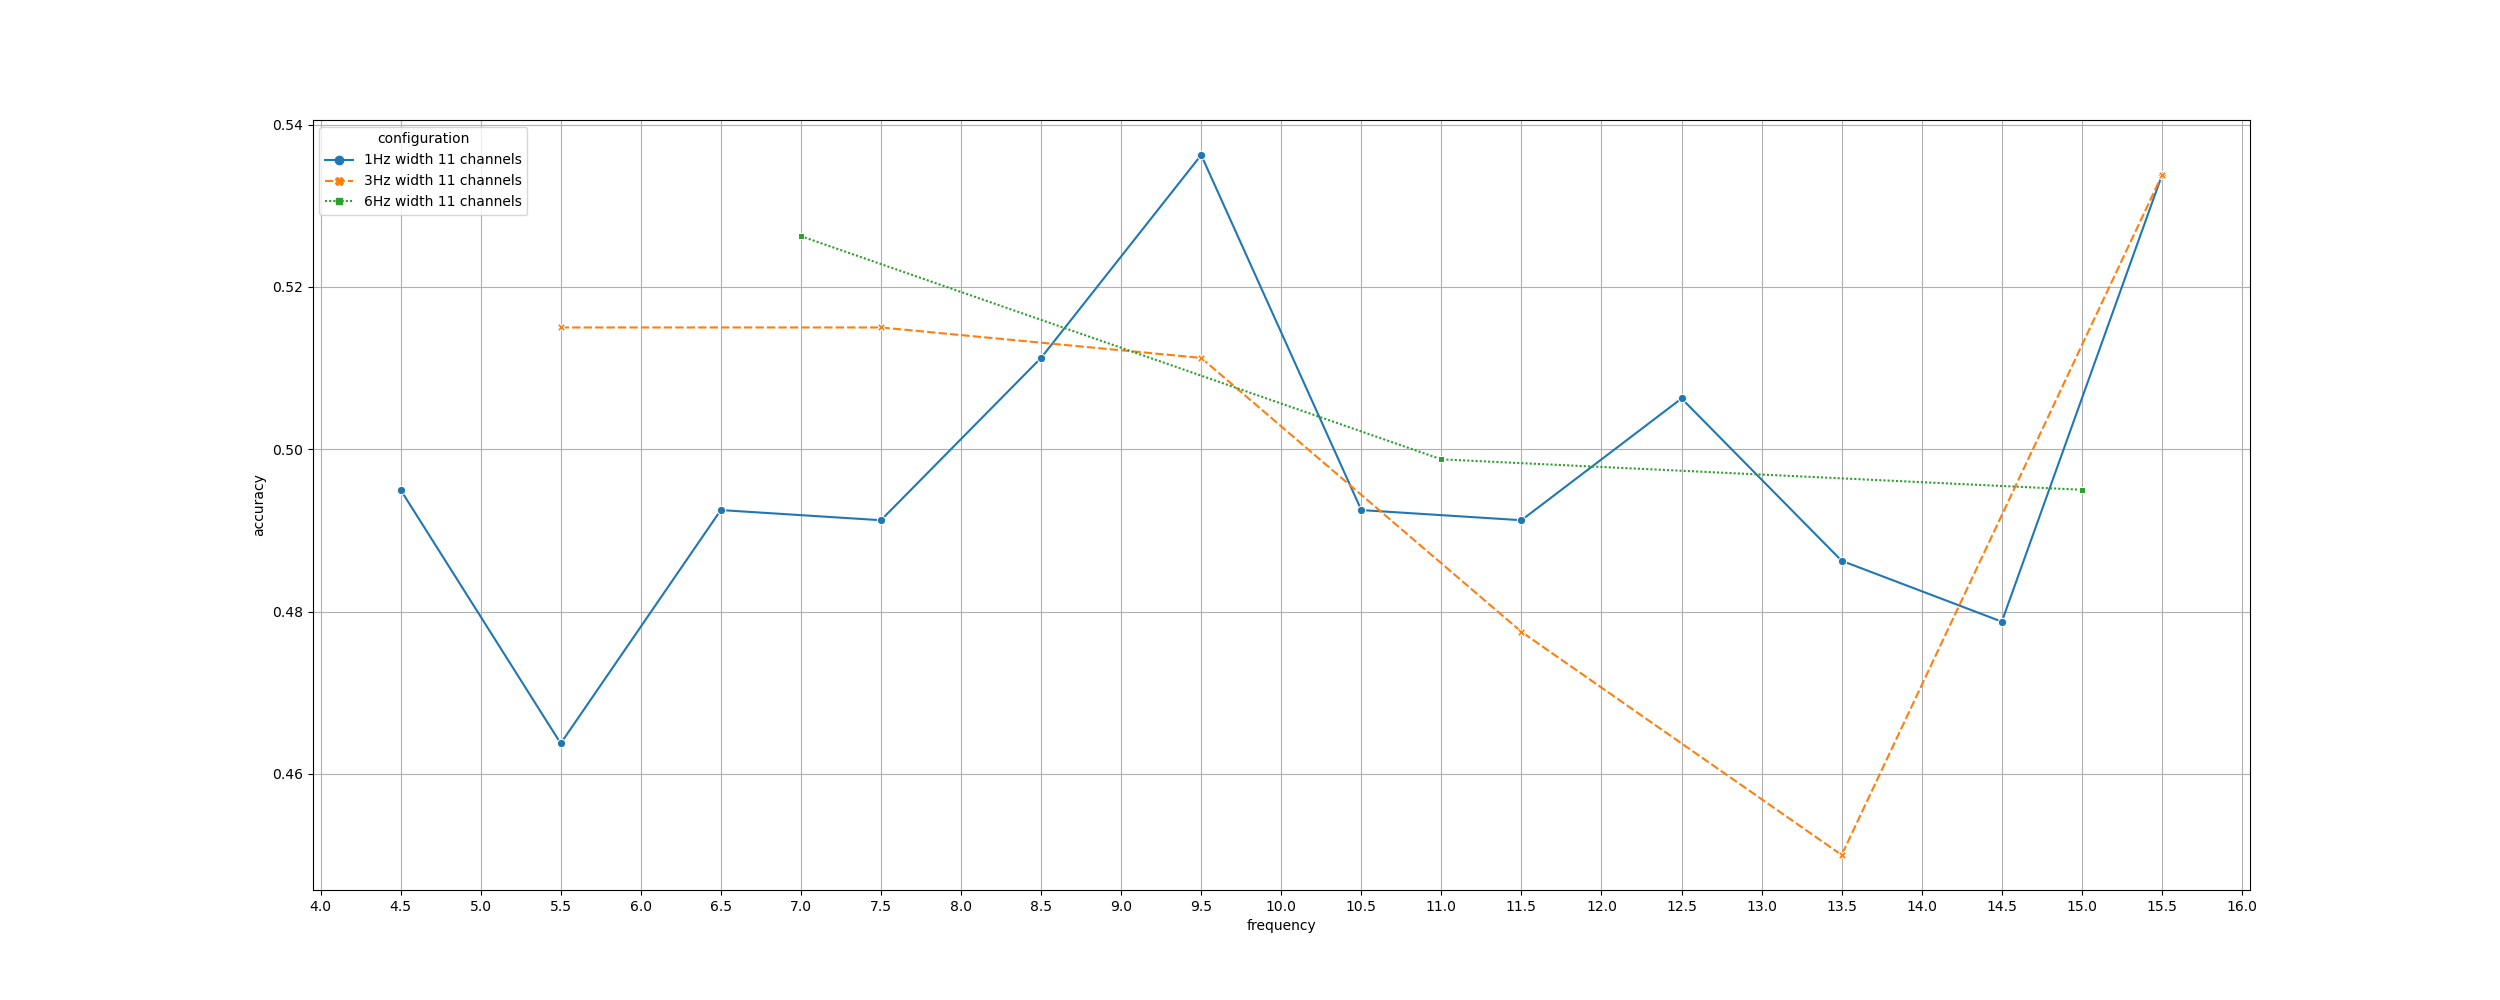 configuration
1Hz width 11 channels
3Hz width 11 channels
6Hz width 11 channels
0.54
0.52
0.50
0.48
0.46
accuracy
4.0 4.5 5.0 5.5 6.0 6.5 7.0 7.5 8.0 8.5 9.0 9.5 10.0 10.5 11.0 11.5 12.0 12.5 13.0 13.5 14.0 14.5 15.0 15.5 16.0
frequency